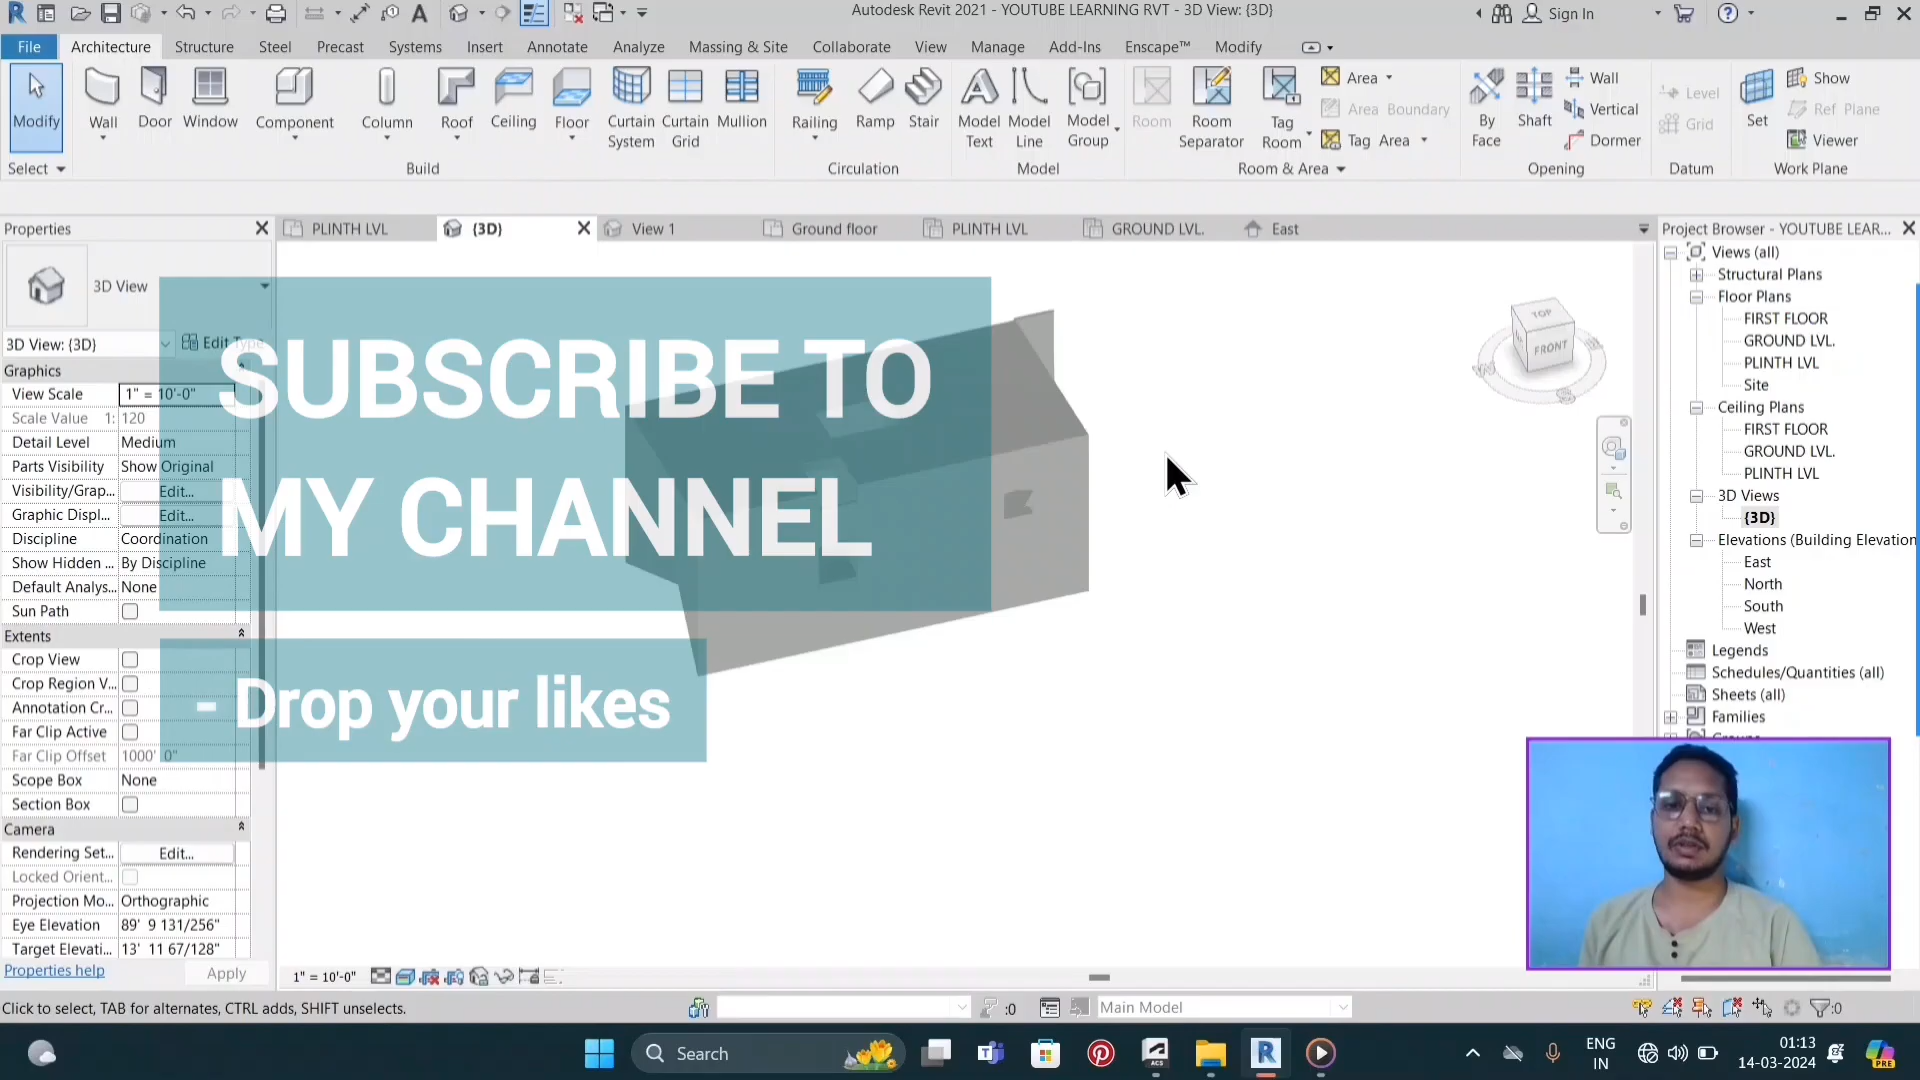 Autodesk Revit 2021 - YOUTUBE LEARNING RVT - 3D View: {3D}
Sign In
File Architecture Structure Steel Precast Systems Insert Annotate Analyze Massing & Site Collaborate View Manage Add-Ins Enscape™ Modify
Modify
Wall
Door
Window
Component
Column
Roof
Ceiling
Floor
Curtain System
Curtain Grid
Mullion
Railing
Ramp
Stair
Model Text
Model Line
Model Group
Room
Room Separator
Tag Room
Area
Area Boundary
Tag Area
By Face
Shaft
Wall
Vertical
Dormer
Level
Grid
Set
Show
Ref Plane
Viewer
Select
Build
Circulation
Model
Room & Area
Opening
Datum
Work Plane
Properties
PLINTH LVL
{3D}
View 1
Ground floor
PLINTH LVL
GROUND LVL.
East
Project Browser - YOUTUBE LEAR...
3D View
3D View: {3D}
Edit Type
Graphics
View Scale 1" = 10'-0"
Scale Value 1: 120
Detail Level Medium
Parts Visibility Show Original
Visibility/Grap... Edit...
Graphic Displ... Edit...
Discipline Coordination
Show Hidden ... By Discipline
Default Analys... None
Sun Path
Extents
Crop View
Crop Region V...
Annotation Cr...
Far Clip Active
Far Clip Offset 1000' 0"
Scope Box None
Section Box
Camera
Rendering Set... Edit...
Locked Orient...
Projection Mo... Orthographic
Eye Elevation 89' 9 131/256"
Target Elevati... 13' 11 67/128"
Properties help
Apply
SUBSCRIBE TO
MY CHANNEL
- Drop your likes
TOP
FRONT
Views (all)
Structural Plans
Floor Plans
FIRST FLOOR
GROUND LVL.
PLINTH LVL
Site
Ceiling Plans
FIRST FLOOR
GROUND LVL.
PLINTH LVL
3D Views
{3D}
Elevations (Building Elevation
East
North
South
West
Legends
Schedules/Quantities (all)
Sheets (all)
Families
1" = 10'-0"
Click to select, TAB for alternates, CTRL adds, SHIFT unselects.
:0
Main Model
:0
Search
ENG
IN
01:13
14-03-2024